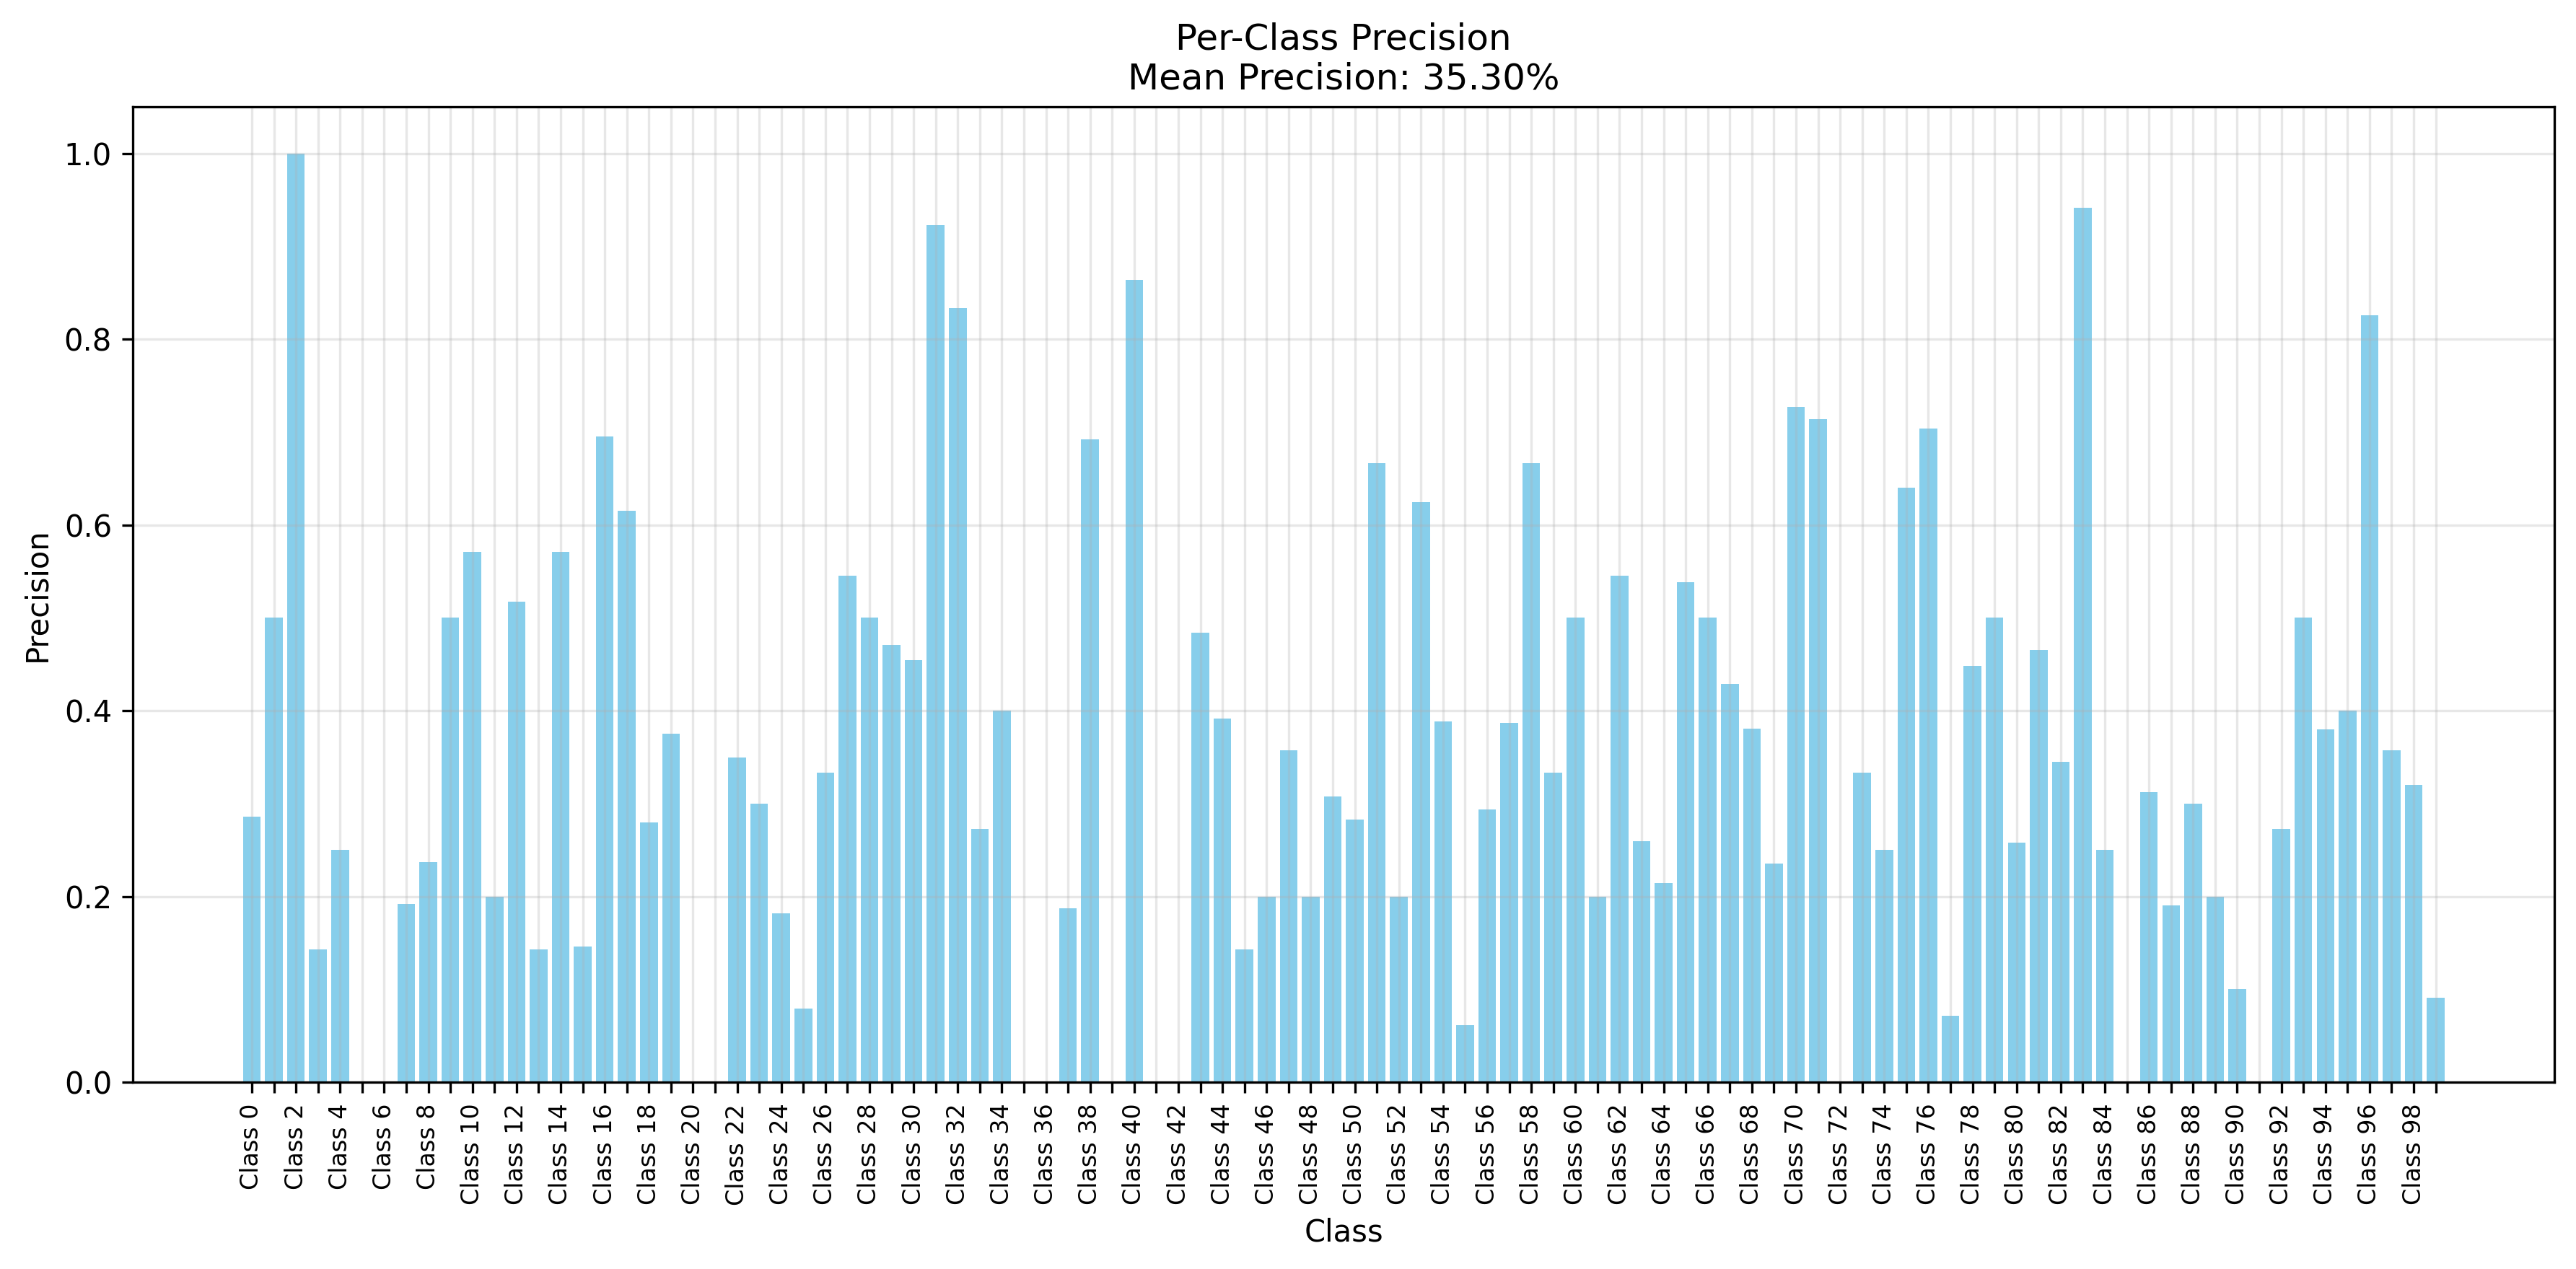 Per-Class Precision
Mean Precision: 35.30%
Precision
1.0
0.8
0.6
0.4
0.2
0.0
Class 0
Class 2
Class 4
Class 6
Class 8
Class 10
Class 12
Class 14
Class 16
Class 18
Class 20
Class 22
Class 24
Class 26
Class 28
Class 30
Class 32
Class 34
Class 36
Class 38
Class 40
Class 42
Class 44
Class 46
Class 48
Class 50
Class 52
Class 54
Class 56
Class 58
Class 60
Class 62
Class 64
Class 66
Class 68
Class 70
Class 72
Class 74
Class 76
Class 78
Class 80
Class 82
Class 84
Class 86
Class 88
Class 90
Class 92
Class 94
Class 96
Class 98
Class